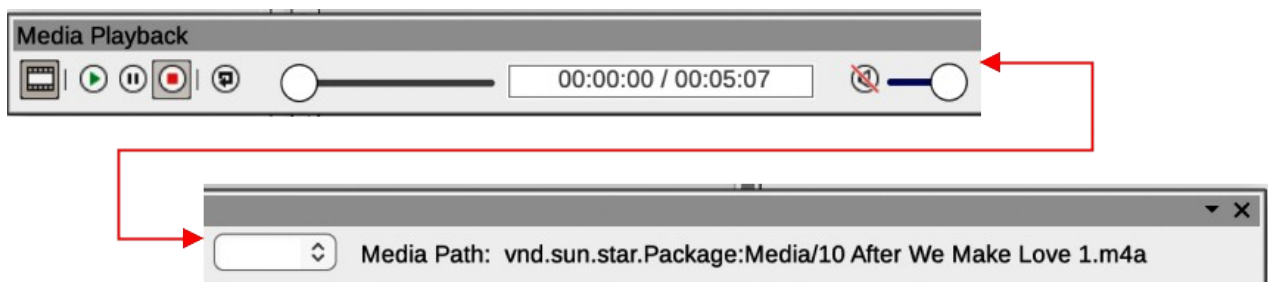 Media Playback
00:00:00 / 00:05:07
Media Path: vnd.sun.star.Package:Media/10 After We Make Love 1.m4a